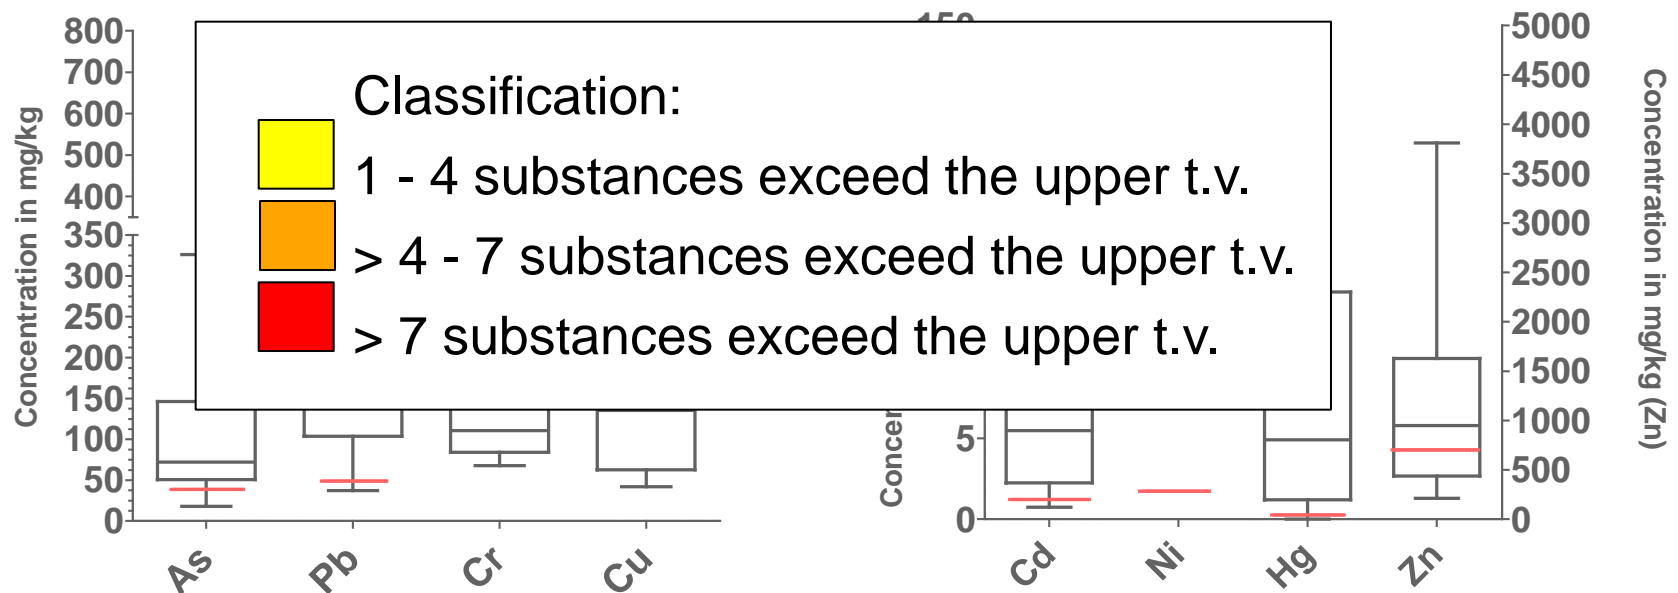 Concentration in mg/kg
800
700
600
500
400
350
300
250
200
150
100
50
0
As
Pb
Cr
Cu
Classification:
1 - 4 substances exceed the upper t.v.
> 4 - 7 substances exceed the upper t.v.
> 7 substances exceed the upper t.v.
5
0
Cd
Ni
Hg
Zn
5000
4500
4000
3500
3000
2500
2000
1500
1000
500
0
Concentration in mg/kg (Zn)